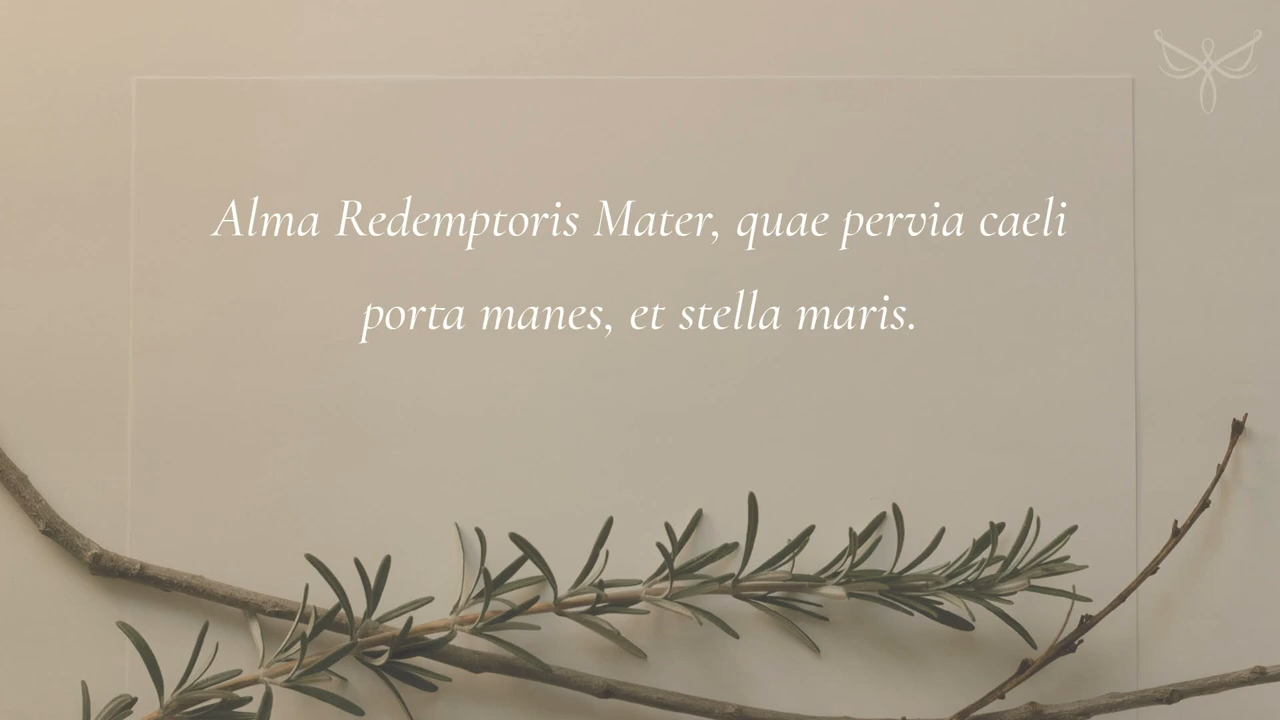 Alma Redemptoris Mater, quae pervia caeli
porta manes, et stella maris.